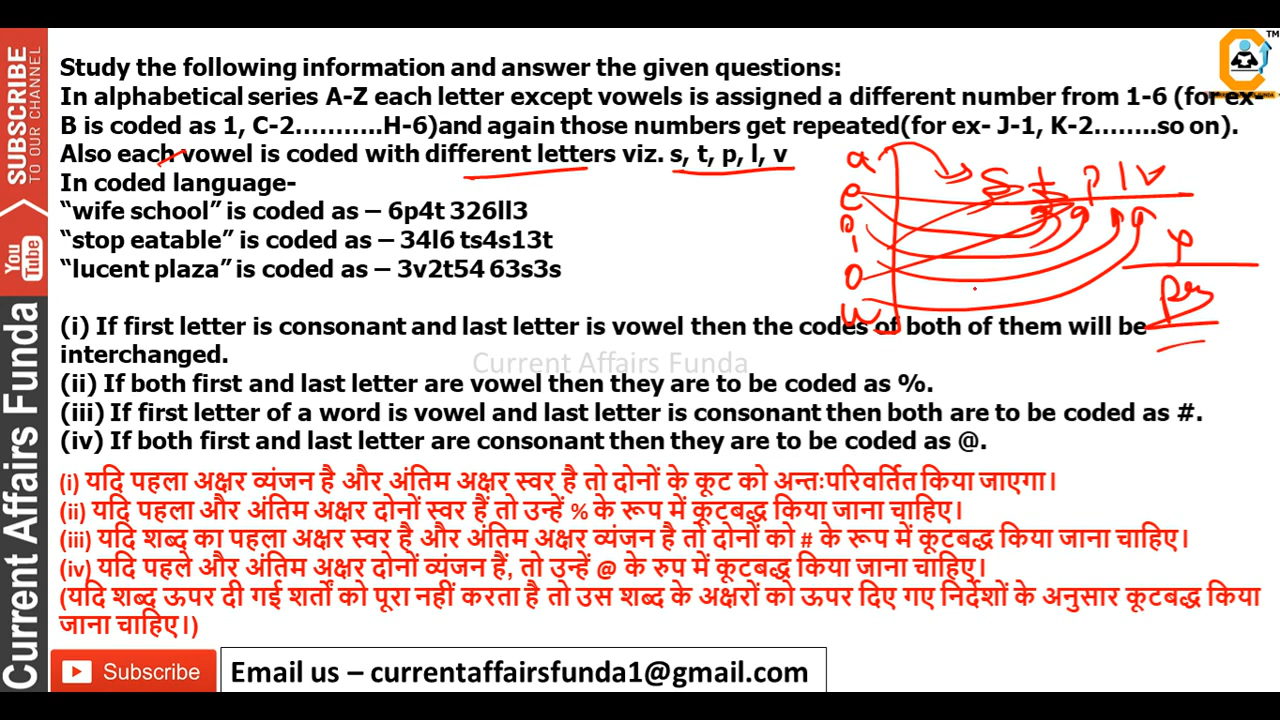 Study the following information and answer the given questions:
In alphabetical series A-Z each letter except vowels is assigned a different number from 1-6 (for ex-
B is coded as 1, C-2...........H-6)and again those numbers get repeated(for ex- J-1, K-2........so on).
Also each vowel is coded with different letters viz. s, t, p, l, v
In coded language-
“wife school” is coded as – 6p4t 326ll3
“stop eatable” is coded as – 34l6 ts4s13t
“lucent plaza” is coded as – 3v2t54 63s3s
a
e
i
o
u
s t p l v
(i) If first letter is consonant and last letter is vowel then the codes of both of them will be
interchanged.
Current Affairs Funda
(ii) If both first and last letter are vowel then they are to be coded as %.
(iii) If first letter of a word is vowel and last letter is consonant then both are to be coded as #.
(iv) If both first and last letter are consonant then they are to be coded as @.
(i) यदि पहला अक्षर व्यंजन है और अंतिम अक्षर स्वर है तो दोनों के कूट को अन्तःपरिवर्तित किया जाएगा।
(ii) यदि पहला और अंतिम अक्षर दोनों स्वर हैं तो उन्हें % के रूप में कूटबद्ध किया जाना चाहिए।
(iii) यदि शब्द का पहला अक्षर स्वर है और अंतिम अक्षर व्यंजन है तो दोनों को # के रूप में कूटबद्ध किया जाना चाहिए।
(iv) यदि पहले और अंतिम अक्षर दोनों व्यंजन हैं, तो उन्हें @ के रुप में कूटबद्ध किया जाना चाहिए।
(यदि शब्द ऊपर दी गई शर्तों को पूरा नहीं करता है तो उस शब्द के अक्षरों को ऊपर दिए गए निर्देशों के अनुसार कूटबद्ध किया
जाना चाहिए।)
Subscribe
Email us – currentaffairsfunda1@gmail.com
SUBSCRIBE
OUR CHANNEL
You Tube
Current Affairs Funda
TM